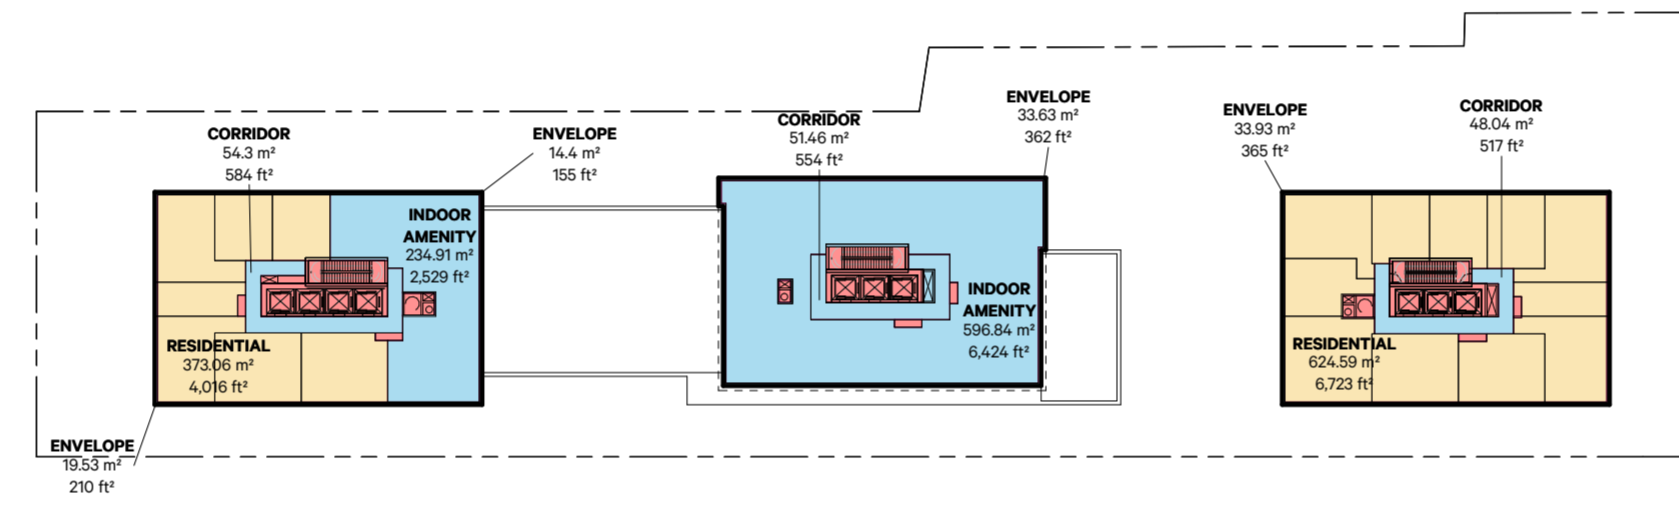 CORRIDOR
54.3 m²
584 ft²
ENVELOPE
14.4 m²
155 ft²
CORRIDOR
51.46 m²
554 ft²
ENVELOPE
33.63 m²
362 ft²
ENVELOPE
33.93 m²
365 ft²
CORRIDOR
48.04 m²
517 ft²
INDOOR
AMENITY
234.91 m²
2,529 ft²
RESIDENTIAL
373.06 m²
4,016 ft²
INDOOR
AMENITY
596.84 m²
6,424 ft²
RESIDENTIAL
624.59 m²
6,723 ft²
ENVELOPE
19.53 m²
210 ft²